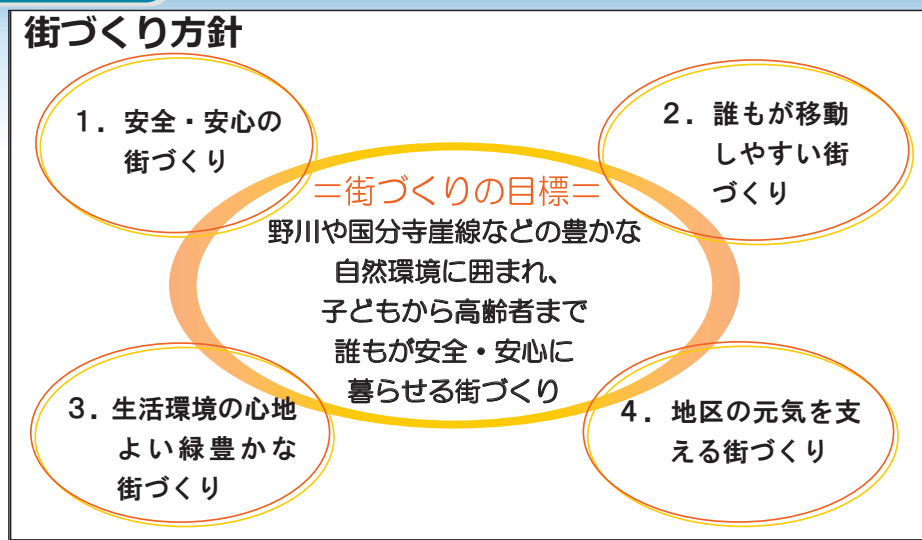 街づくり方針
1．安全・安心の
街づくり
2．誰もが移動
しやすい街
づくり
＝街づくりの目標＝
野川や国分寺崖線などの豊かな
自然環境に囲まれ、
子どもから高齢者まで
誰もが安全・安心に
暮らせる街づくり
3．生活環境の心地
よい緑豊かな
街づくり
4．地区の元気を支
える街づくり